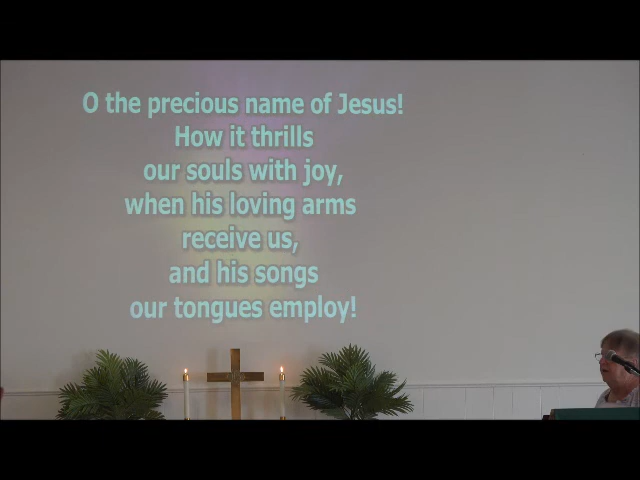 O the precious name of Jesus!
How it thrills
our souls with joy,
when his loving arms
receive us,
and his songs
our tongues employ!